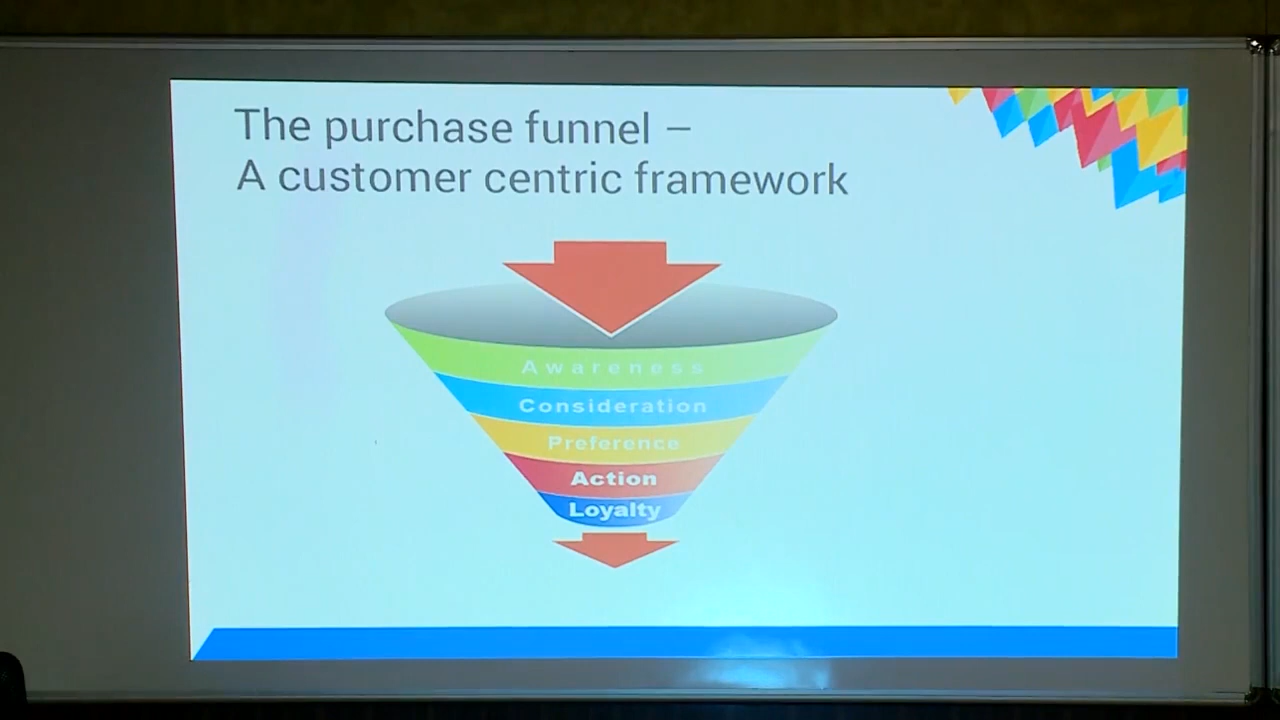 The purchase funnel –
A customer centric framework
Awareness
Consideration
Preference
Action
Loyalty